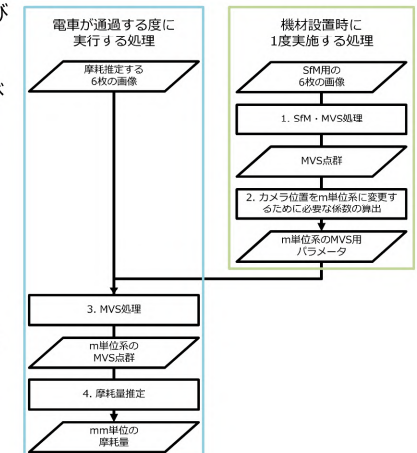 び
ベ
電車が通過する度に
実行する処理
摩耗推定する
6枚の画像
3. MVS処理
m単位系の
MVS点群
4. 摩耗量推定
mm単位の
摩耗量
機材設置時に
1度実施する処理
SfM用の
6枚の画像
1. SfM・MVS処理
MVS点群
2. カメラ位置をm単位系に変更す
るために必要な係数の算出
m単位系のMVS用
パラメータ